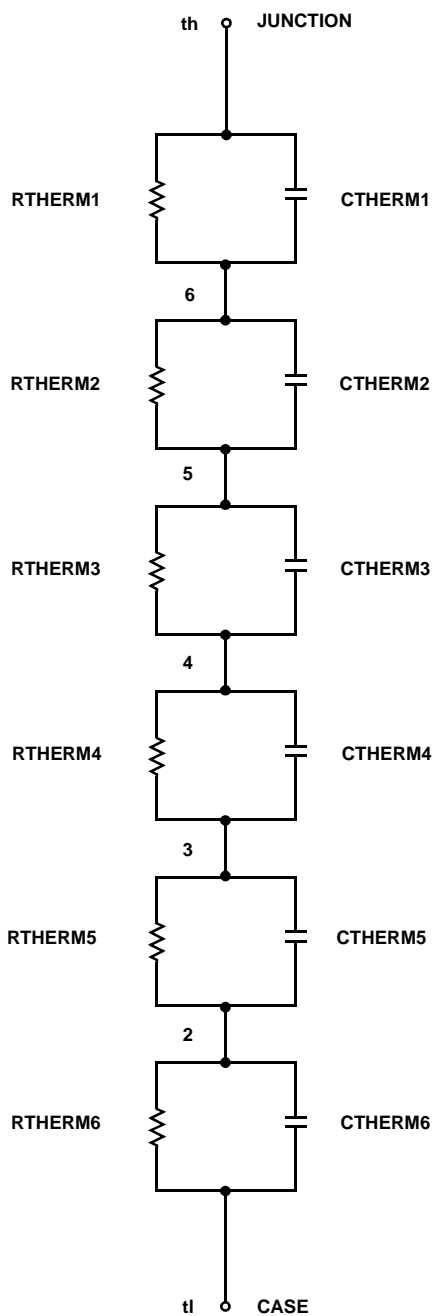 th JUNCTION
RTHERM1 CTHERM1
6
RTHERM2 CTHERM2
5
RTHERM3 CTHERM3
4
RTHERM4 CTHERM4
3
RTHERM5 CTHERM5
2
RTHERM6 CTHERM6
tl CASE